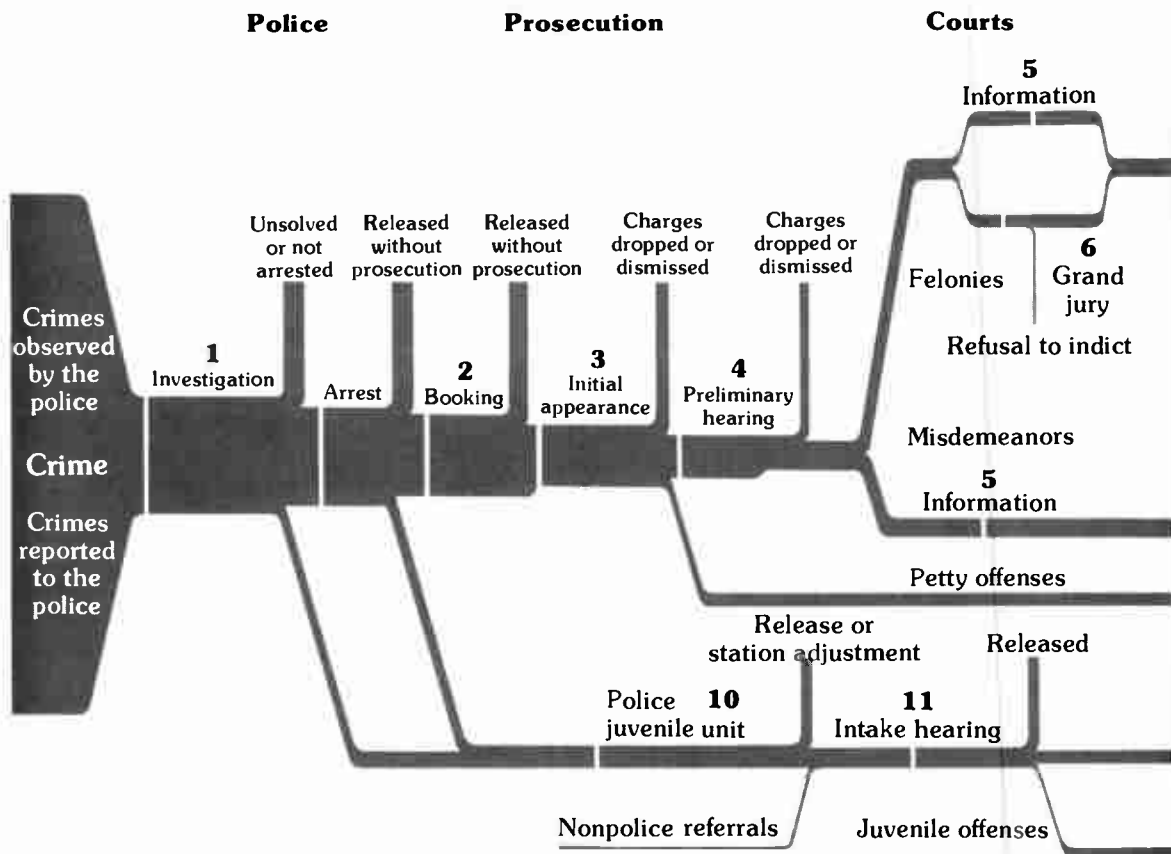 Police
Prosecution
Courts
5
Information
Unsolved
or not
arrested
Released
without
prosecution
Released
without
prosecution
Charges
dropped or
dismissed
Charges
dropped or
dismissed
Felonies
6
Grand
jury
Refusal to indict
Crimes
observed
by the
police
Crime
Crimes
reported
to the
police
1
Investigation
Arrest
2
Booking
3
Initial
appearance
4
Preliminary
hearing
Misdemeanors
5
Information
Petty offenses
Release or
station adjustment
Released
Police 10
juvenile unit
11
Intake hearing
Nonpolice referrals
Juvenile offenses